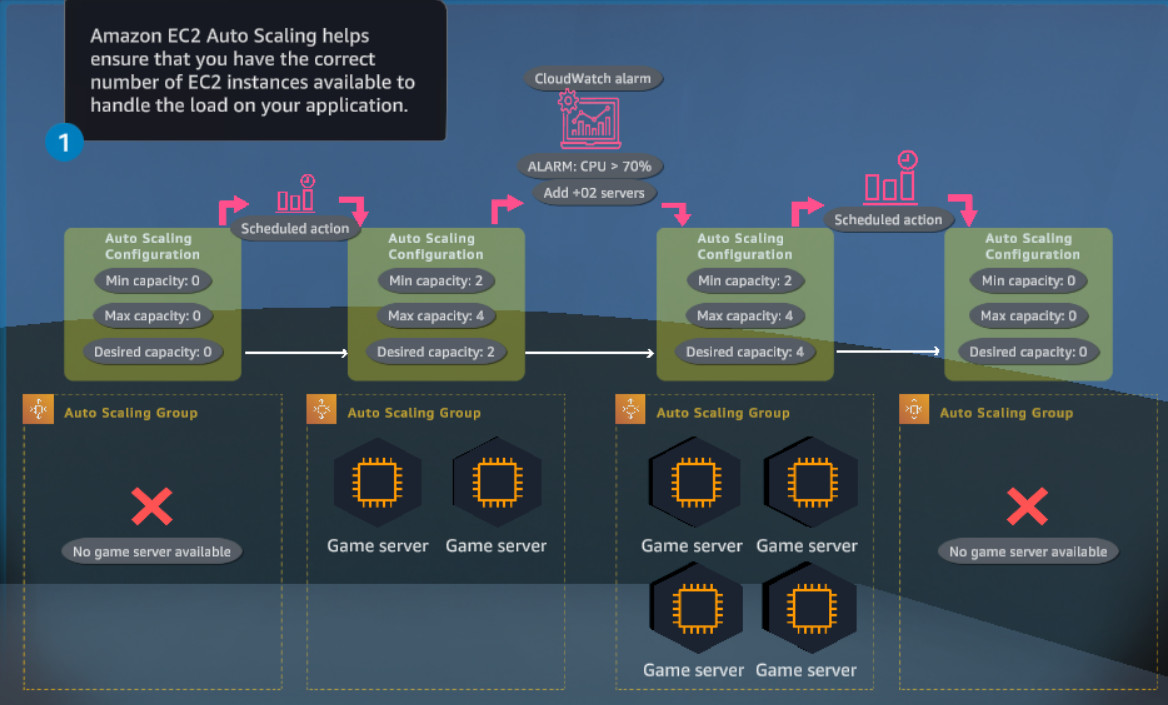 Amazon EC2 Auto Scaling helps
ensure that you have the correct
number of EC2 instances available to
handle the load on your application.
1
CloudWatch alarm
ALARM: CPU > 70%
Add +02 servers
Scheduled action
Scheduled action
Auto Scaling
Configuration
Min capacity: 0
Max capacity: 0
Desired capacity: 0
Auto Scaling
Configuration
Min capacity: 2
Max capacity: 4
Desired capacity: 2
Auto Scaling
Configuration
Min capacity: 2
Max capacity: 4
Desired capacity: 4
Auto Scaling
Configuration
Min capacity: 0
Max capacity: 0
Desired capacity: 0
Auto Scaling Group
No game server available
Auto Scaling Group
Game server
Game server
Auto Scaling Group
Game server
Game server
Game server
Game server
Auto Scaling Group
No game server available